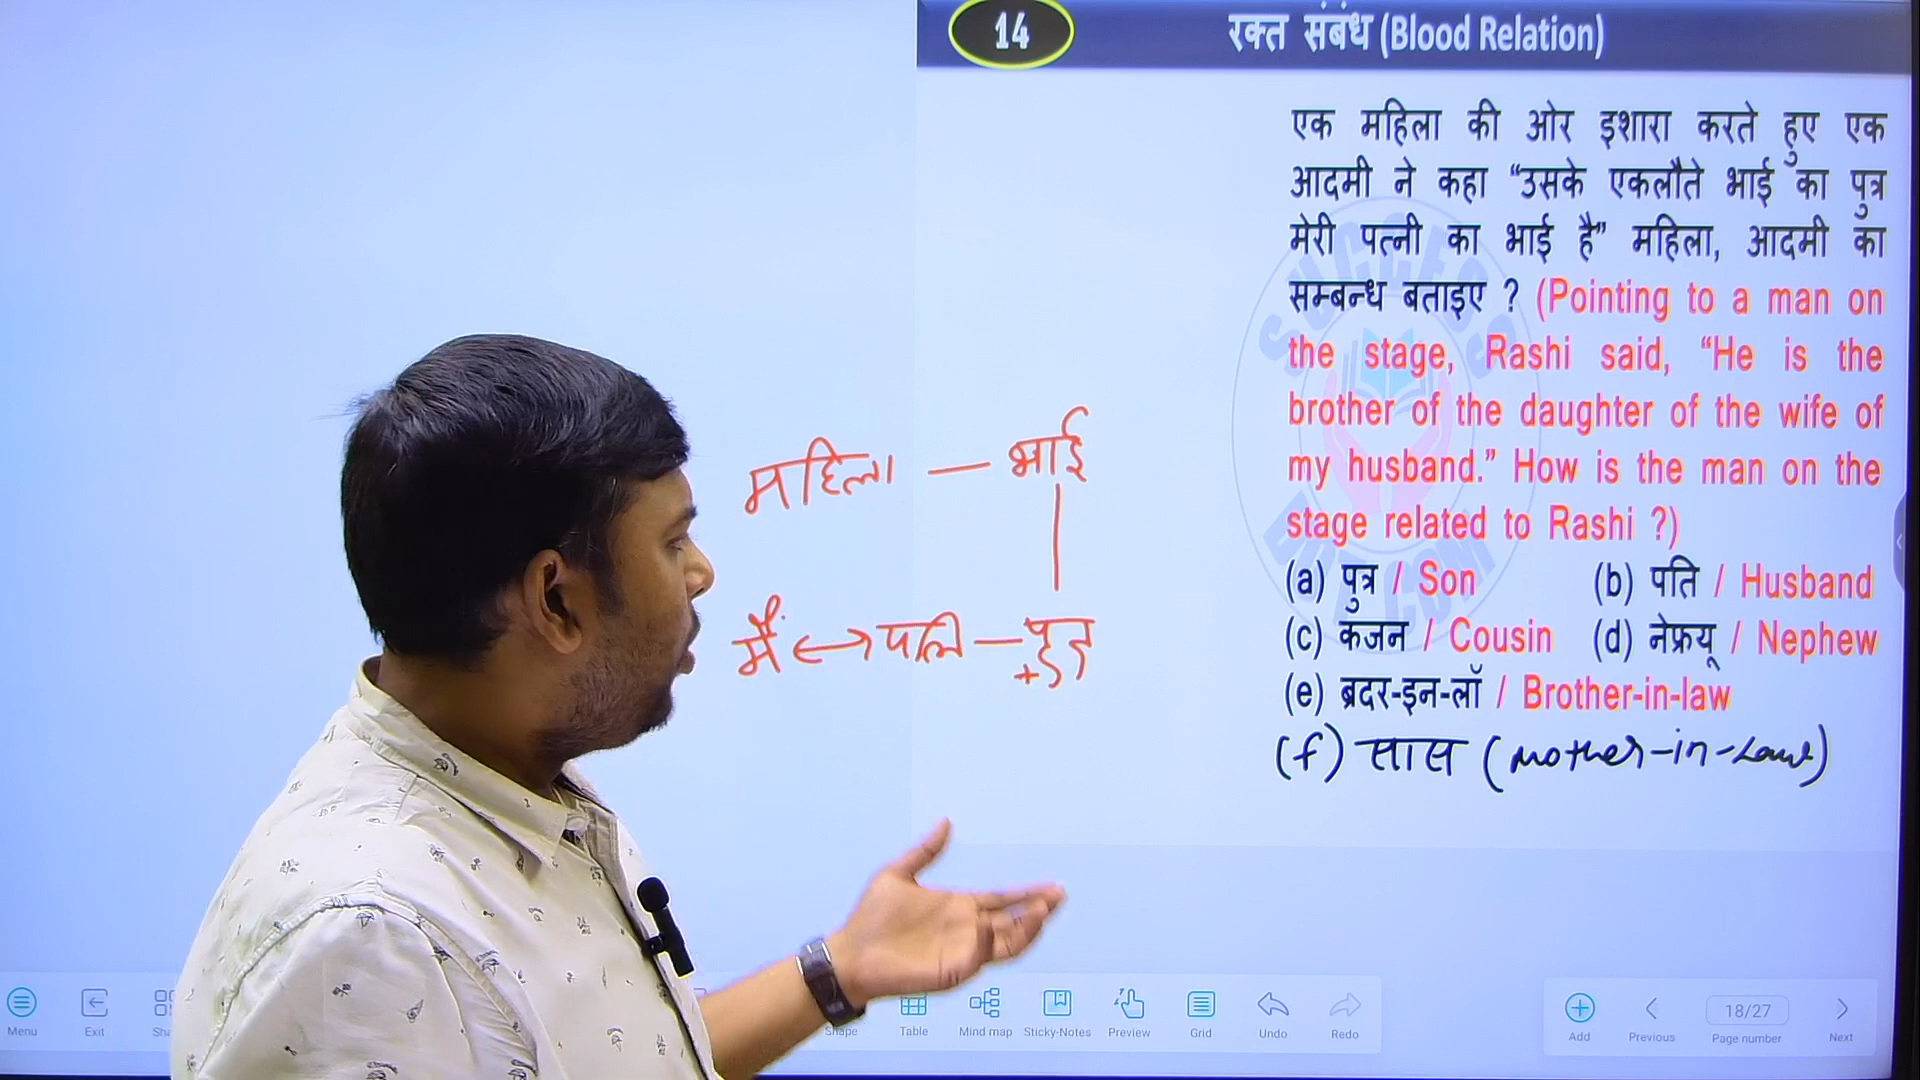 14
रक्त संबंध (Blood Relation)
एक महिला की ओर इशारा करते हुए एक
आदमी ने कहा “उसके एकलौते भाई का पुत्र
मेरी पत्नी का भाई है” महिला, आदमी का
सम्बन्ध बताइए ? (Pointing to a man on
the stage, Rashi said, “He is the
brother of the daughter of the wife of
my husband.” How is the man on the
stage related to Rashi ?)
(a) पुत्र / Son (b) पति / Husband
(c) कजन / Cousin (d) नेफ्रयू / Nephew
(e) ब्रदर-इन-लॉ / Brother-in-law
(f) सास (Mother-in-Law)
महिला — भाई
मैं ↔ पत्नि — पुत्र
+
SUCCESS
.COM
Menu Exit Sha Shape Table Mind map Sticky-Notes Preview Grid Undo Redo
Add Previous 18/27 Page number Next